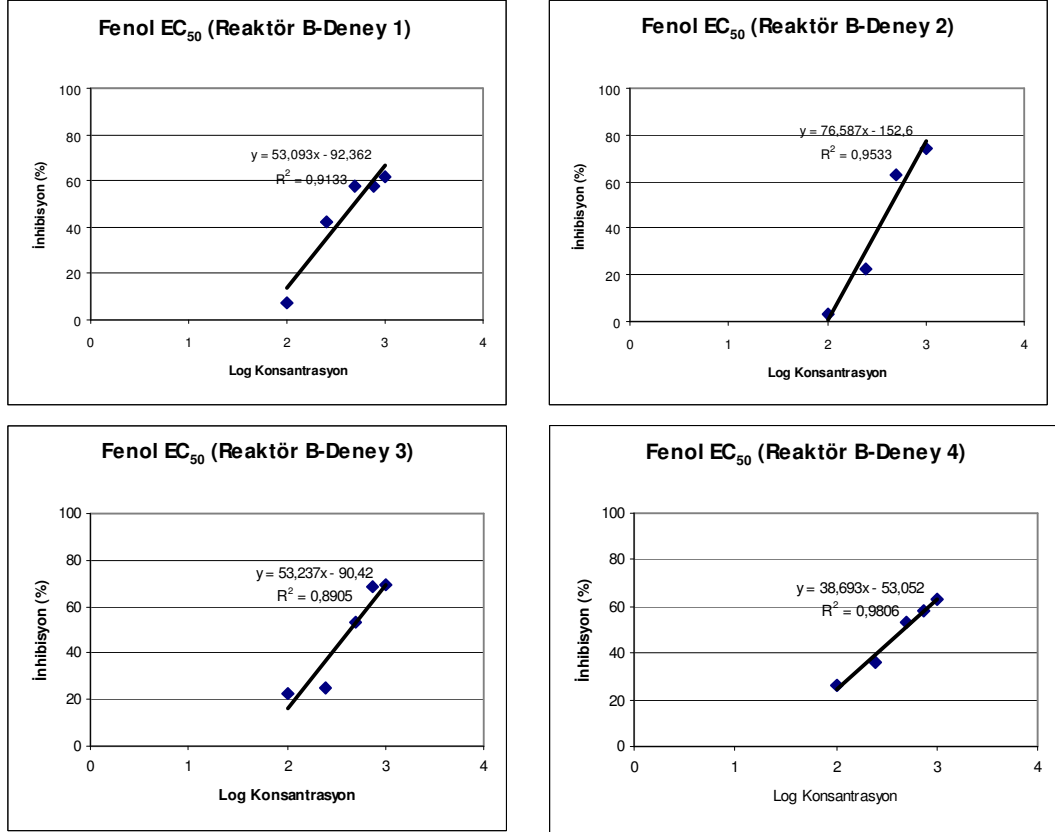 Fenol EC50 (Reaktör B-Deney 1)
100
80
60
40
20
0
y = 53,093x - 92,362
R2 = 0,9133
0 1 2 3 4
İnhibisyon (%)
Log Konsantrasyon
Fenol EC50 (Reaktör B-Deney 2)
100
80
60
40
20
0
y = 76,587x - 152,6
R2 = 0,9533
0 1 2 3 4
İnhibisyon (%)
Log Konsantrasyon
Fenol EC50 (Reaktör B-Deney 3)
100
80
60
40
20
0
y = 53,237x - 90,42
R2 = 0,8905
0 1 2 3 4
İnhibisyon (%)
Log Konsantrasyon
Fenol EC50 (Reaktör B-Deney 4)
100
80
60
40
20
0
y = 38,693x - 53,052
R2 = 0,9806
0 1 2 3 4
İnhibisyon (%)
Log Konsantrasyon